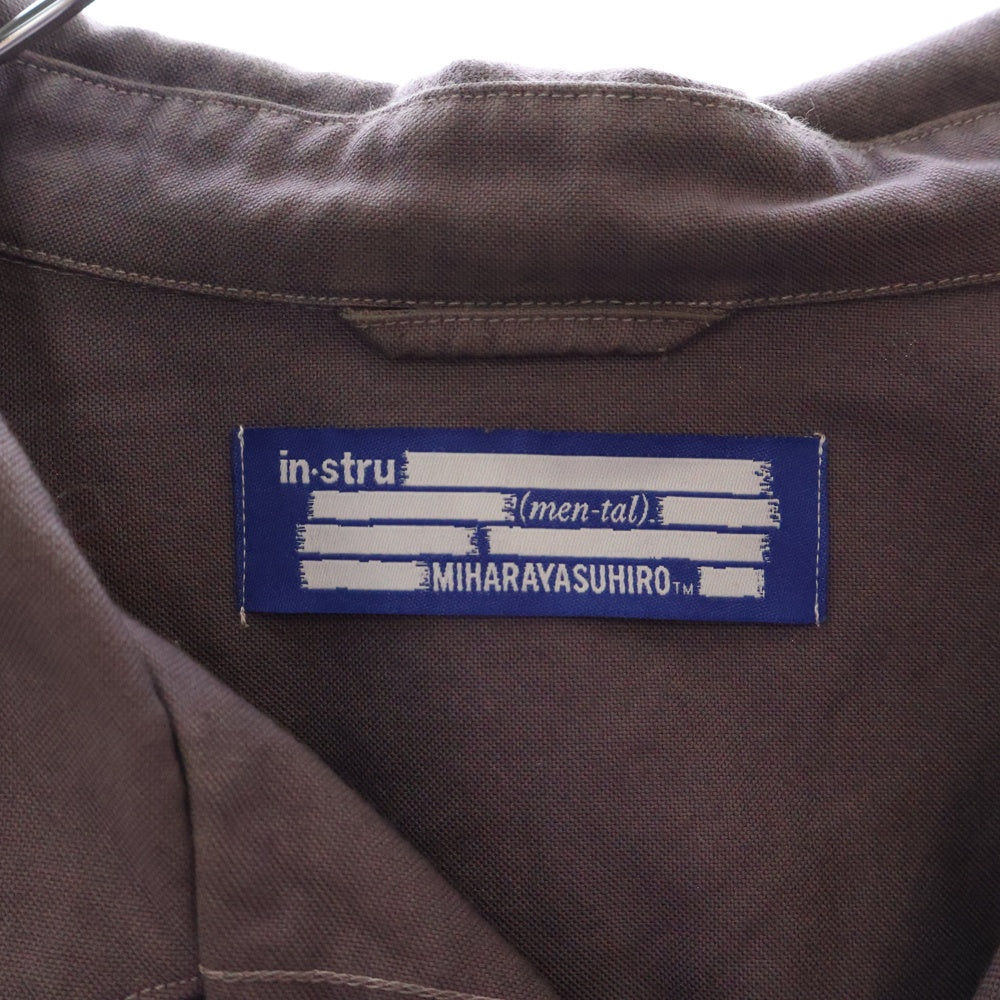 in·stru
(men-tal).
MIHARAYASUHIRO™